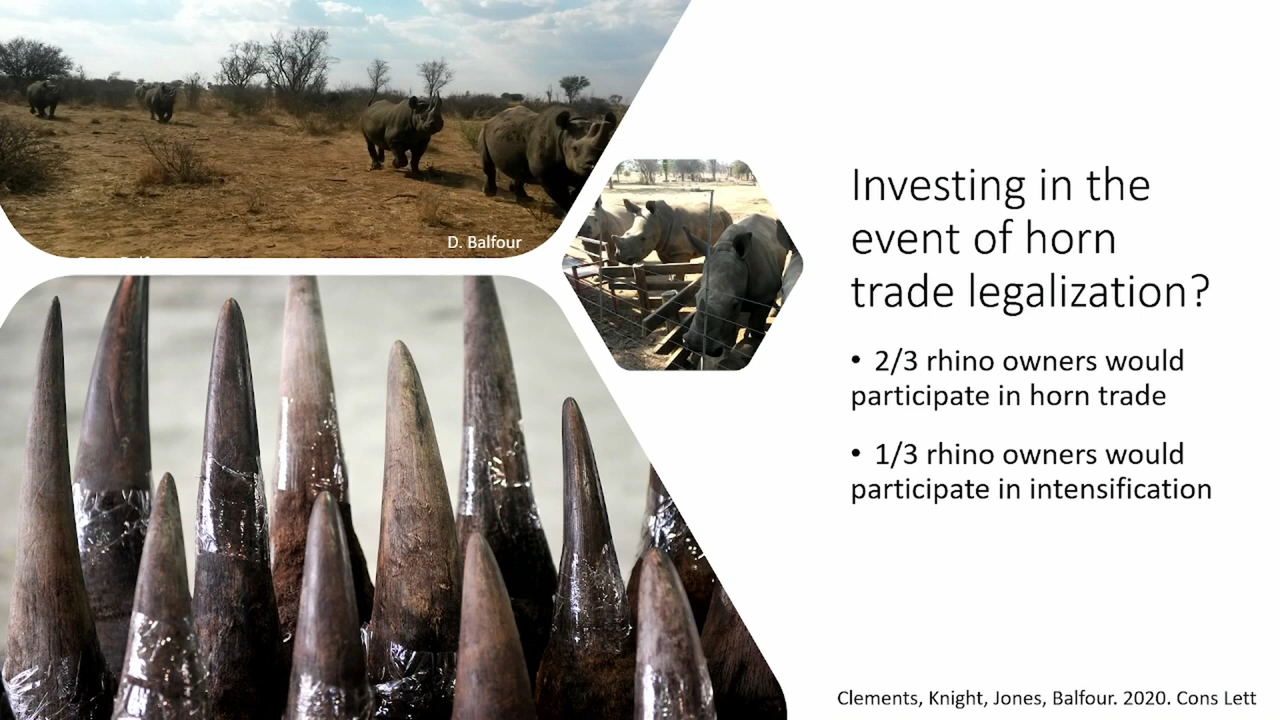 D. Balfour
Investing in the
event of horn
trade legalization?
• 2/3 rhino owners would
participate in horn trade
• 1/3 rhino owners would
participate in intensification
Clements, Knight, Jones, Balfour. 2020. Cons Lett